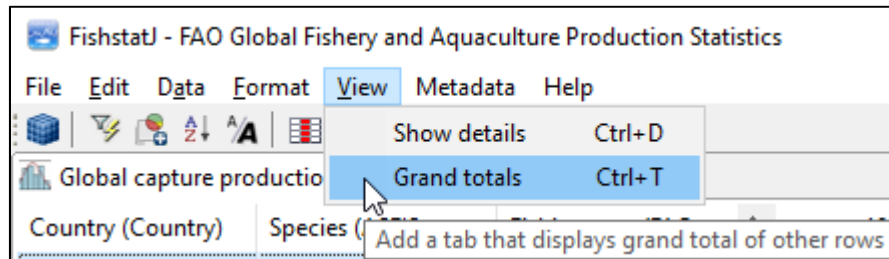 FishstatJ - FAO Global Fishery and Aquaculture Production Statistics
File Edit Data Format View Metadata Help
Show details Ctrl+D
Global capture productio Grand totals Ctrl+T
Country (Country) Species (
Add a tab that displays grand total of other rows